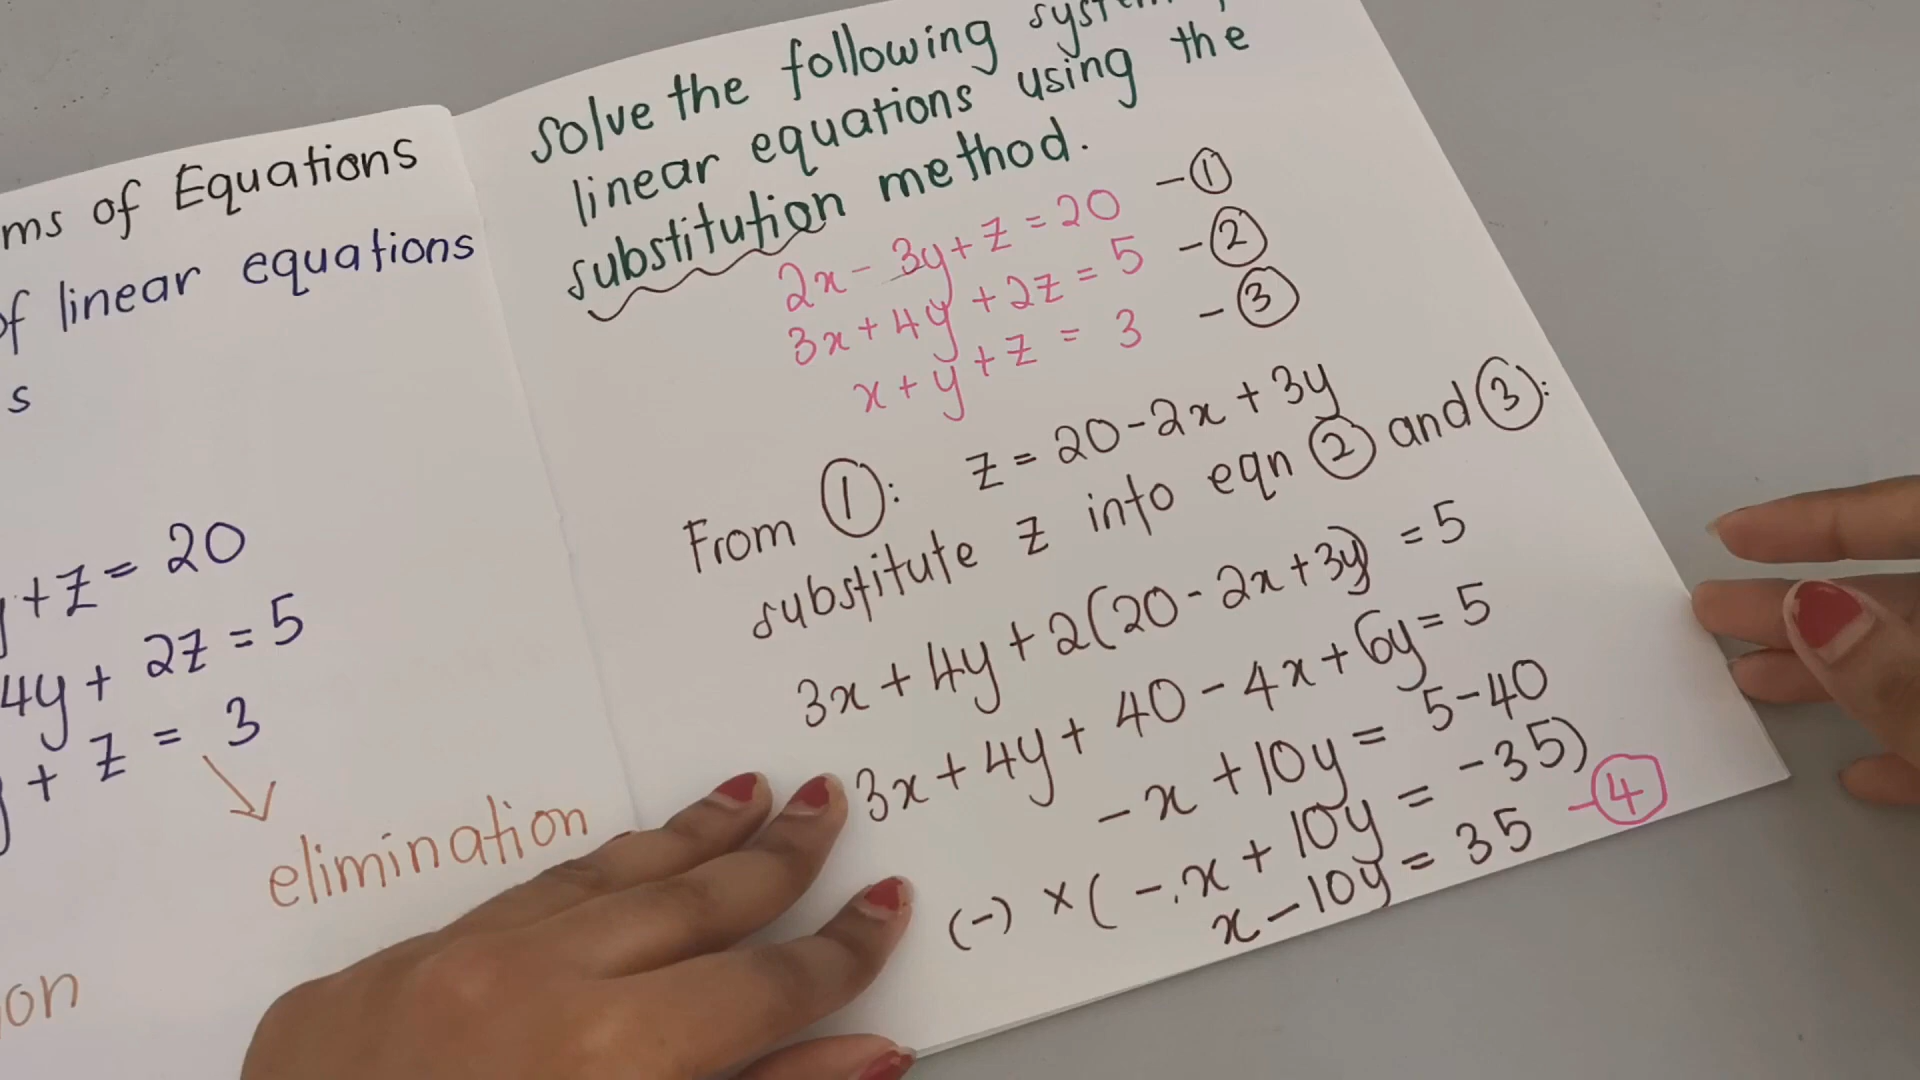 ms of Equations
of linear equations
s
y + z = 20
4y + 2z = 5
y + z = 3
elimination
on
solve the following
linear equations using the
substitution method.
2x - 3y + z = 20 - ①
3x + 4y + 2z = 5 - ②
x + y + z = 3 - ③
From ①: z = 20 - 2x + 3y
substitute z into eqn ② and ③:
3x + 4y + 2(20 - 2x + 3y) = 5
3x + 4y + 40 - 4x + 6y = 5
-x + 10y = 5 - 40
(-) × ( -x + 10y = -35)
x - 10y = 35 - ④